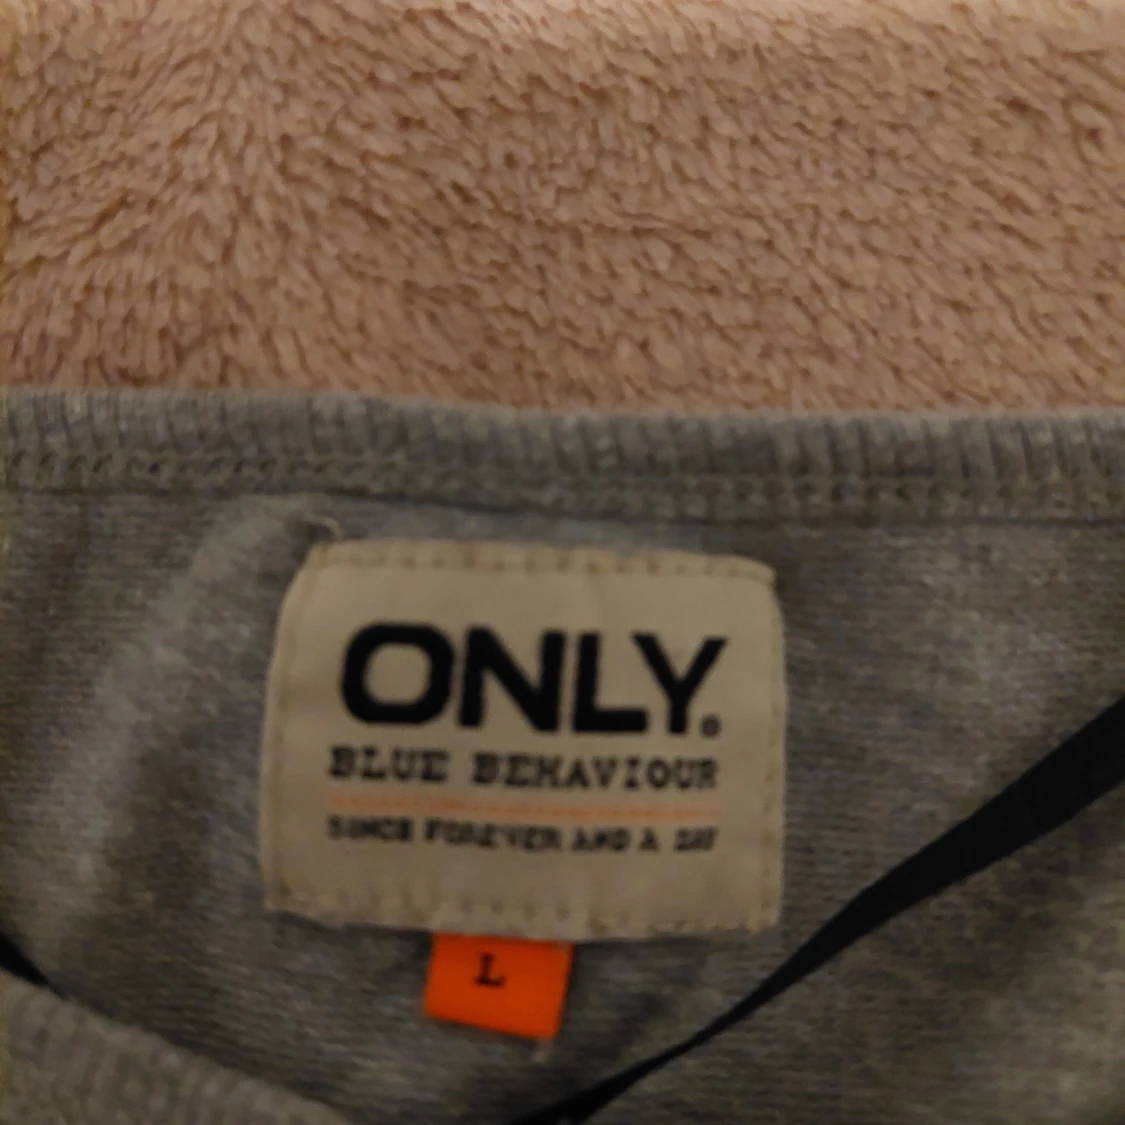 ONLY
BLUE BEHAVIOUR
SINCE FOREVER AND A DAY
L